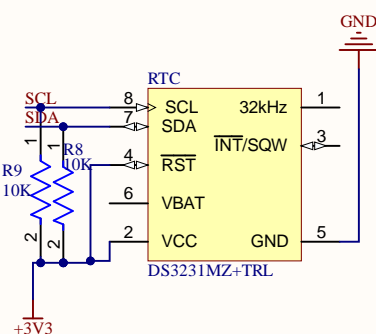 GND
RTC
SCL 8 SCL 32kHz 1
SDA 7 SDA
INT/SQW 3
1 1 R8 4 RST
R9 10K
10K
6 VBAT
2 2 2 VCC GND 5
DS3231MZ+TRL
+3V3